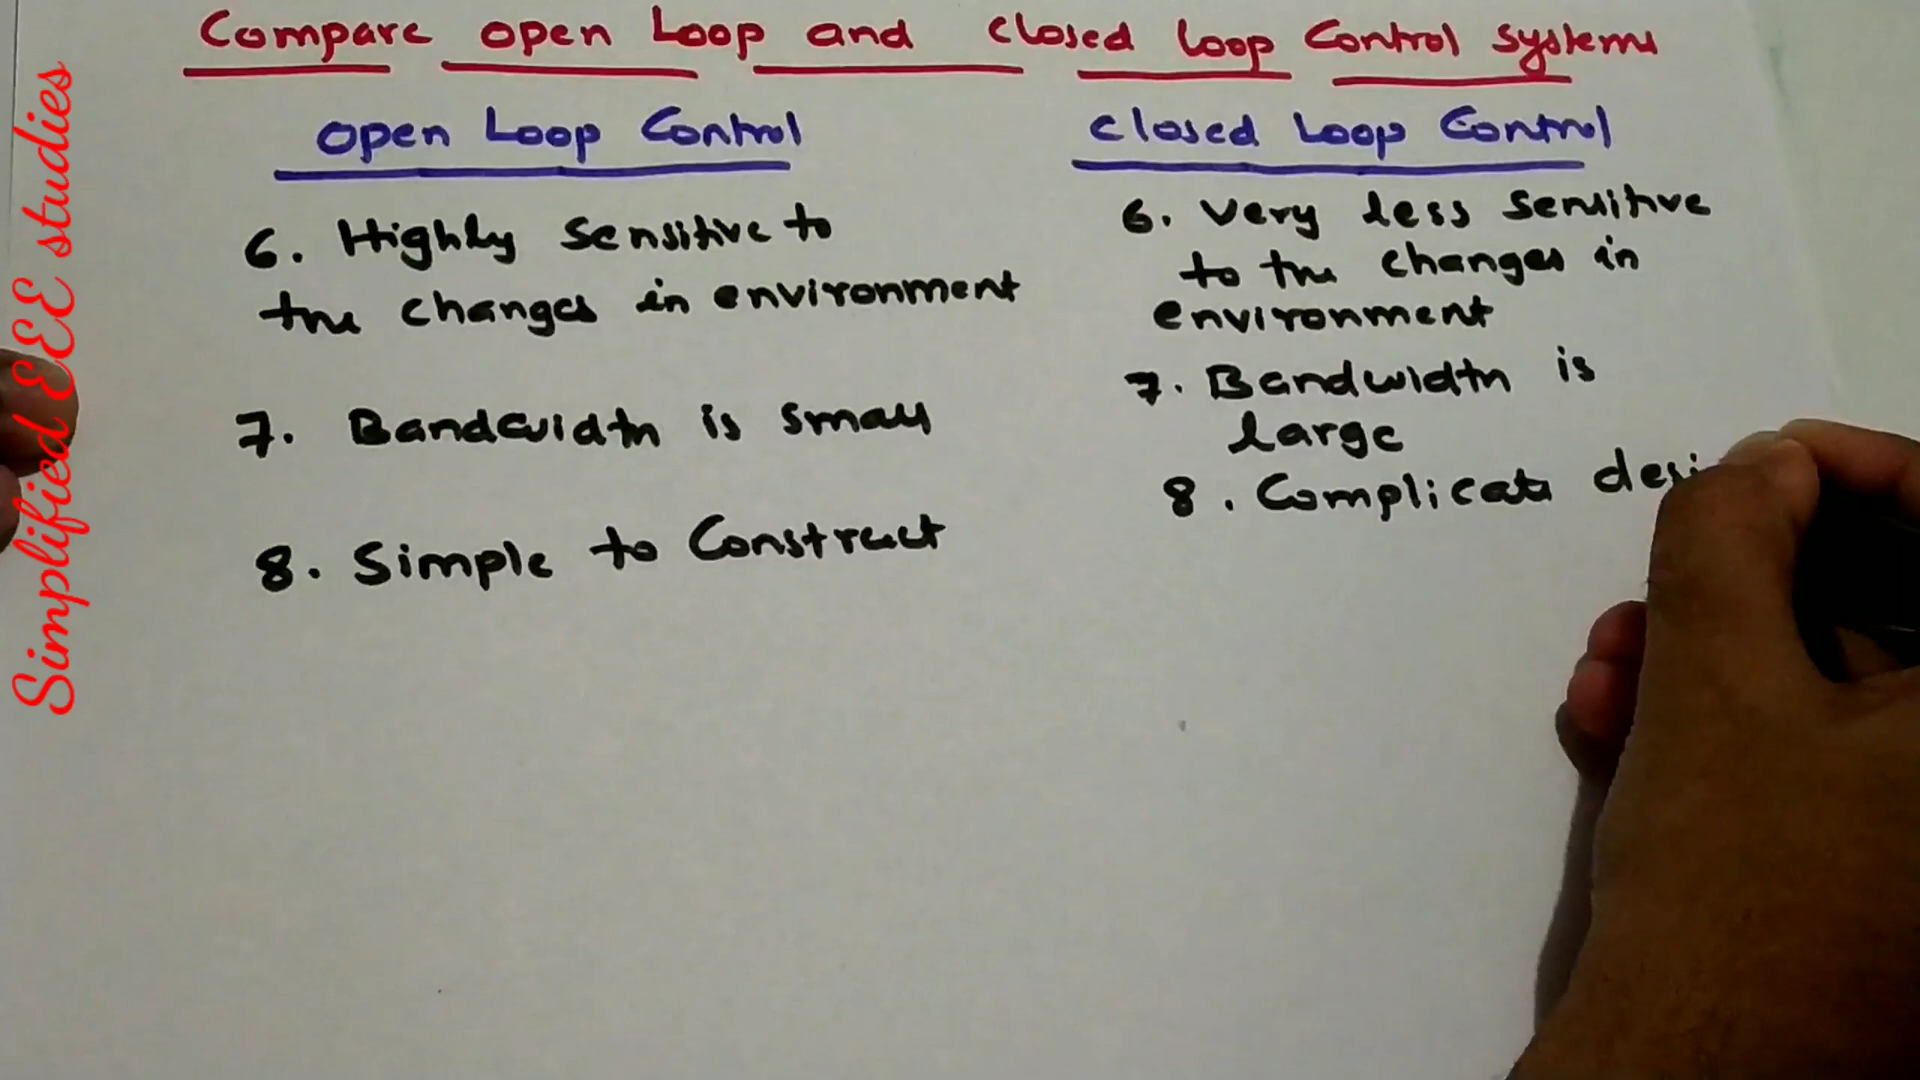 Compare open Loop and closed loop Control systems
Open Loop Control
6. Highly Sensitive to
the changes in environment
7. Bandwidth is small
8. Simple to Construct
Closed Loop Control
6. Very less sensitive
to the changes in
environment
7. Bandwidth is
large
8. Complicate desi
Simplified EEE studies